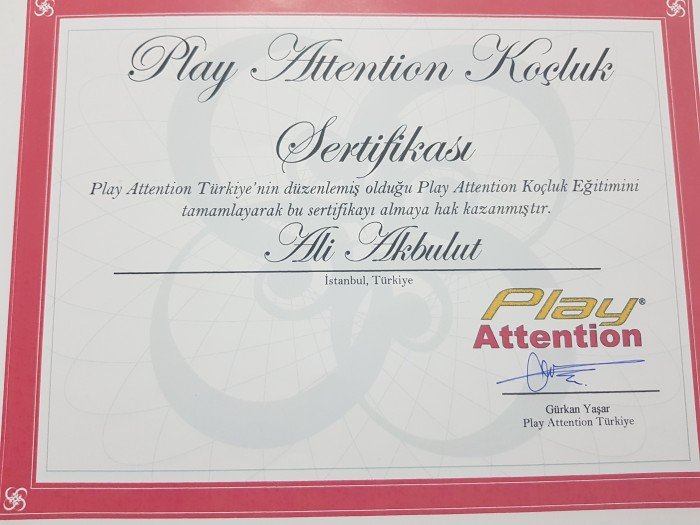 Play Attention Koçluk
Sertifikası
Play Attention Türkiye'nin düzenlemiş olduğu Play Attention Koçluk Eğitimini
tamamlayarak bu sertifikayı almaya hak kazanmıştır.
Ali Akbulut
İstanbul, Türkiye
Play®
Attention
Gürkan Yaşar
Play Attention Türkiye